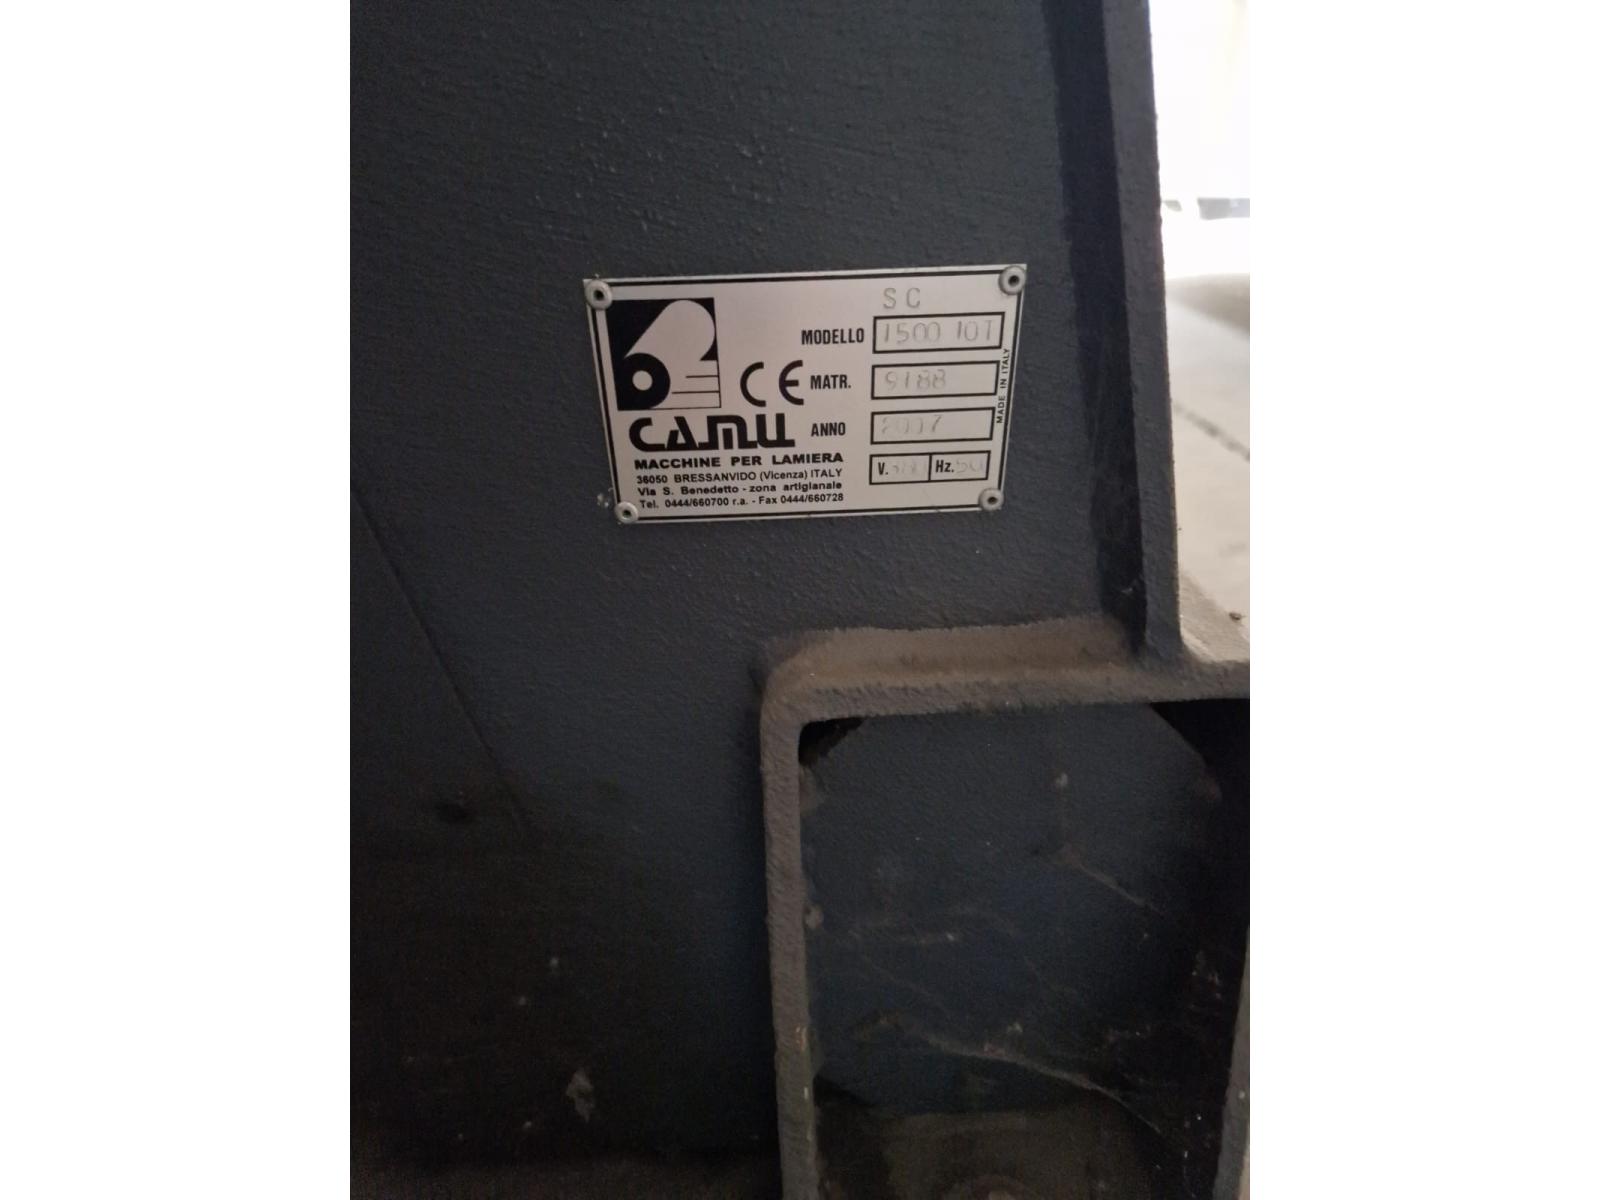 SC
MODELLO 1500 10T
CE MATR. 9188
MADE IN ITALY
CAMU ANNO 2007
MACCHINE PER LAMIERA
36050 BRESSANVIDO (Vicenza) ITALY
Via S. Benedetto - zona artigianale
Tel. 0444/660700 r.a. - Fax 0444/660728
V. Hz. 50